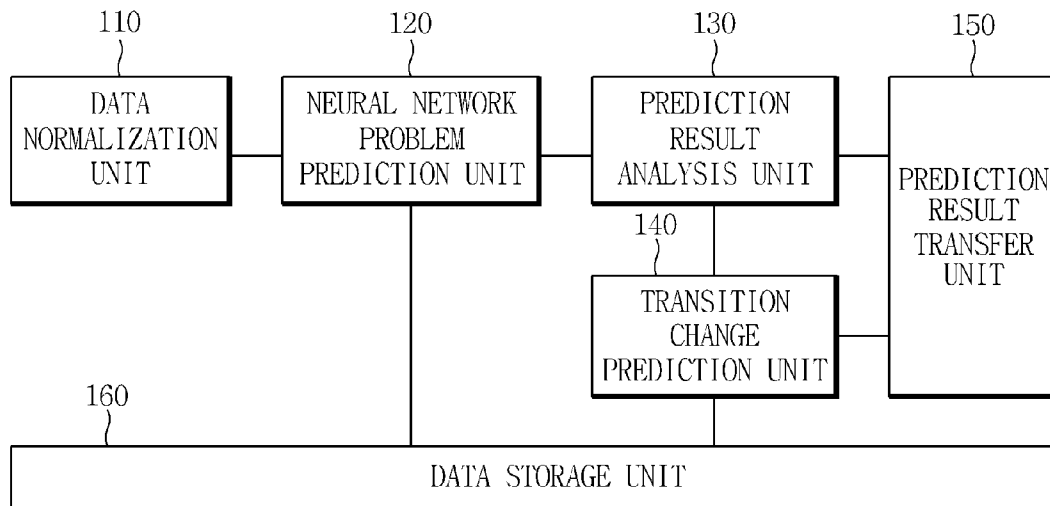 110
DATA
NORMALIZATION
UNIT
120
NEURAL NETWORK
PROBLEM
PREDICTION UNIT
130
PREDICTION
RESULT
ANALYSIS UNIT
150
PREDICTION
RESULT
TRANSFER
UNIT
140
TRANSITION
CHANGE
PREDICTION UNIT
160
DATA STORAGE UNIT